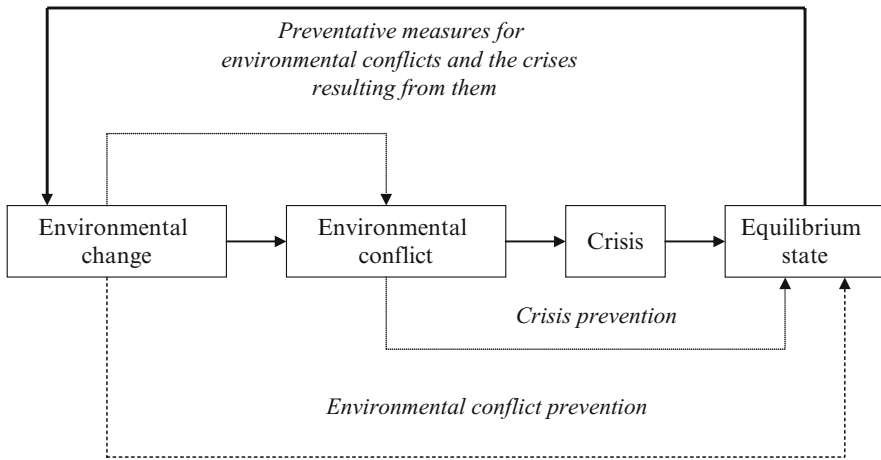 Preventative measures for
environmental conflicts and the crises
resulting from them
Environmental
change
Environmental
conflict
Crisis
Equilibrium
state
Crisis prevention
Environmental conflict prevention